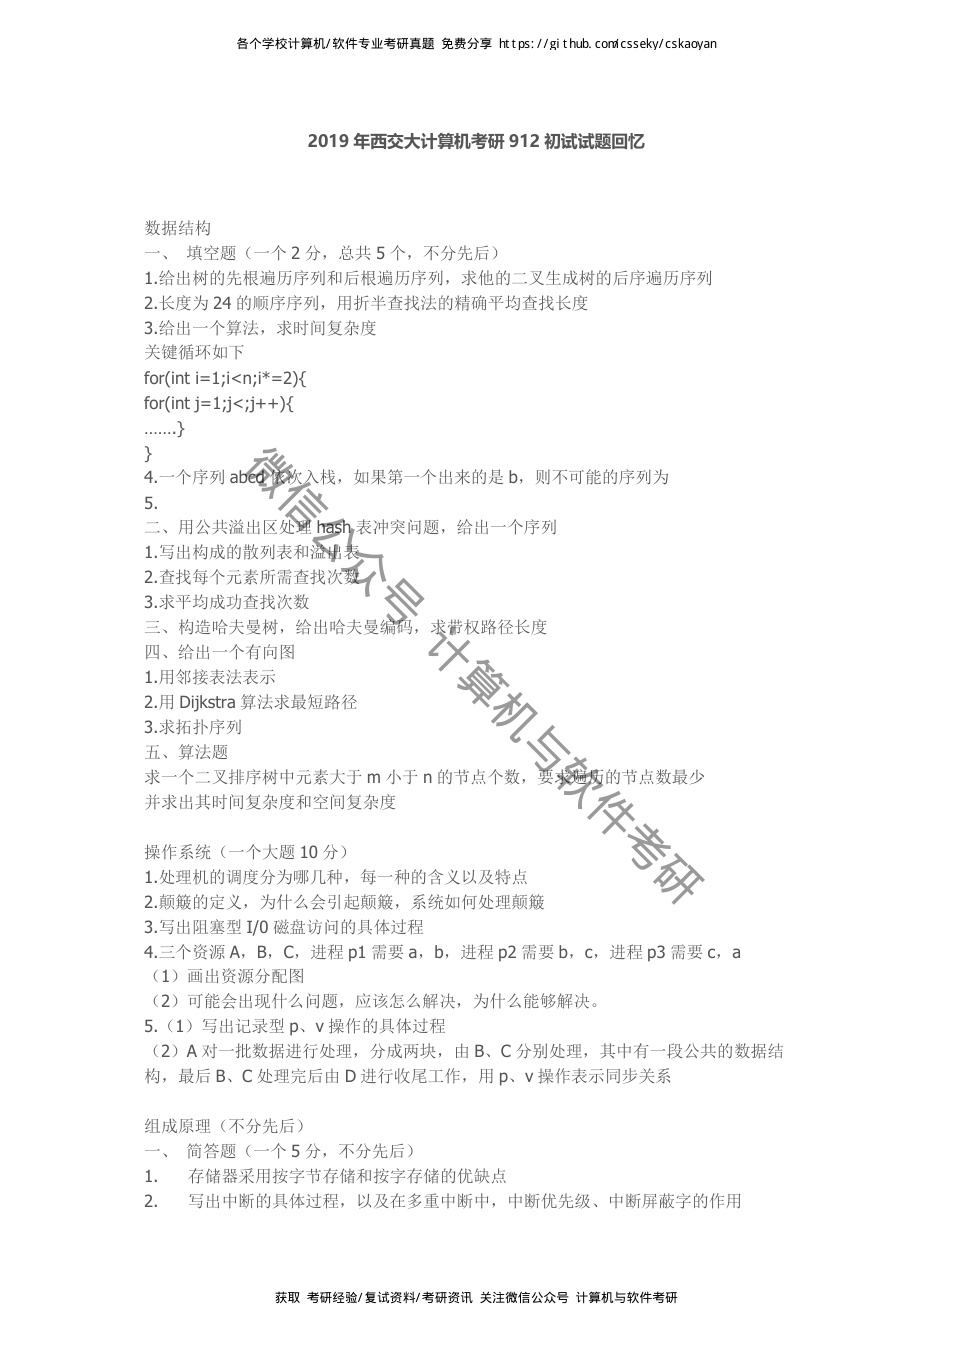 各个学校计算机/软件专业考研真题 免费分享 https://github.com/csseky/cskaoyan
2019 年西交大计算机考研 912 初试试题回忆
数据结构
一、 填空题（一个 2 分，总共 5 个，不分先后）
1.给出树的先根遍历序列和后根遍历序列，求他的二叉生成树的后序遍历序列
2.长度为 24 的顺序序列，用折半查找法的精确平均查找长度
3.给出一个算法，求时间复杂度
关键循环如下
for(int i=1;i<n;i*=2){
for(int j=1;j<;j++){
…….}
}
4.一个序列 abcd 依次入栈，如果第一个出来的是 b，则不可能的序列为
5.
二、用公共溢出区处理 hash 表冲突问题，给出一个序列
1.写出构成的散列表和溢出表
2.查找每个元素所需查找次数
3.求平均成功查找次数
三、构造哈夫曼树，给出哈夫曼编码，求带权路径长度
四、给出一个有向图
1.用邻接表法表示
2.用 Dijkstra 算法求最短路径
3.求拓扑序列
五、算法题
求一个二叉排序树中元素大于 m 小于 n 的节点个数，要求遍历的节点数最少
并求出其时间复杂度和空间复杂度
操作系统（一个大题 10 分）
1.处理机的调度分为哪几种，每一种的含义以及特点
2.颠簸的定义，为什么会引起颠簸，系统如何处理颠簸
3.写出阻塞型 I/0 磁盘访问的具体过程
4.三个资源 A，B，C，进程 p1 需要 a，b，进程 p2 需要 b，c，进程 p3 需要 c，a
（1）画出资源分配图
（2）可能会出现什么问题，应该怎么解决，为什么能够解决。
5.（1）写出记录型 p、v 操作的具体过程
（2）A 对一批数据进行处理，分成两块，由 B、C 分别处理，其中有一段公共的数据结
构，最后 B、C 处理完后由 D 进行收尾工作，用 p、v 操作表示同步关系
组成原理（不分先后）
一、 简答题（一个 5 分，不分先后）
1. 存储器采用按字节存储和按字存储的优缺点
2. 写出中断的具体过程，以及在多重中断中，中断优先级、中断屏蔽字的作用
微信公众号 计算机与软件考研
获取 考研经验/复试资料/考研资讯 关注微信公众号 计算机与软件考研